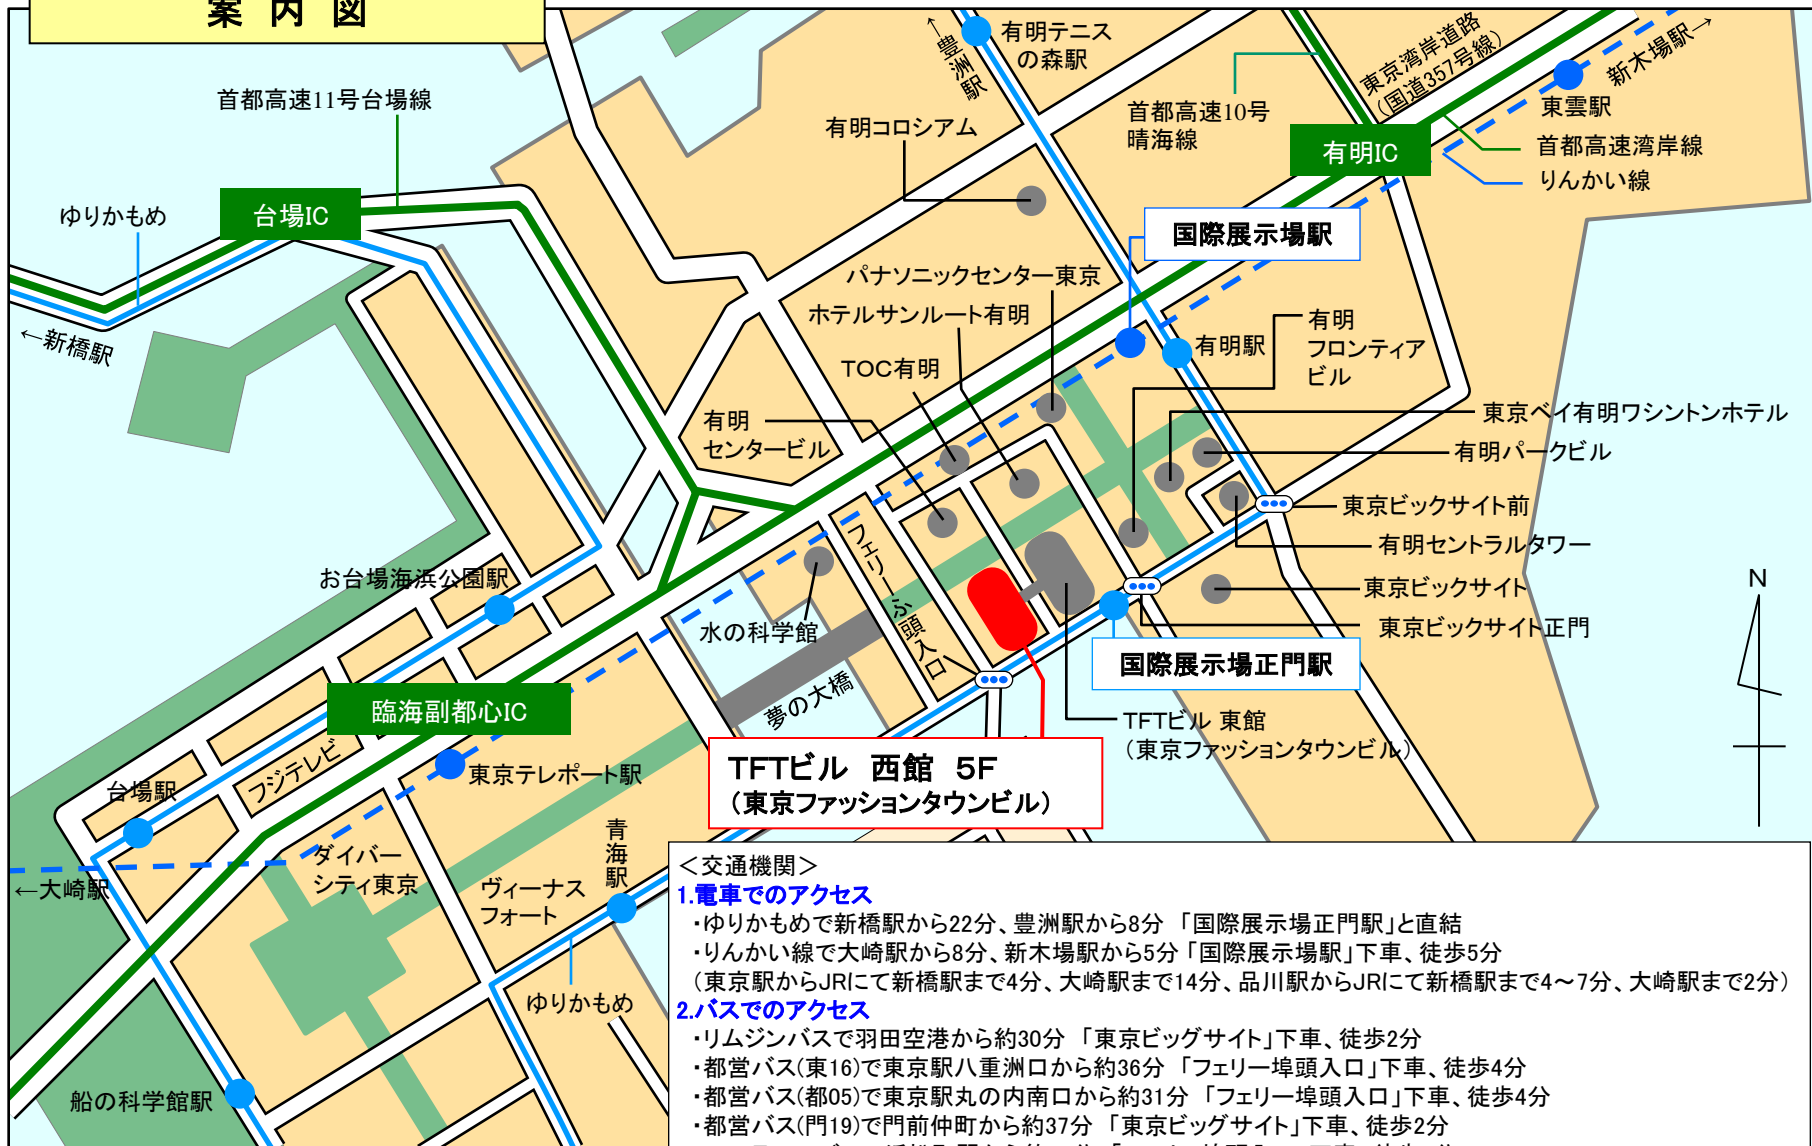 案 内 図
←豊洲駅
有明テニス
の森駅
首都高速10号
晴海線
東京湾岸道路
(国道357号線)
新木場駅→
東雲駅
首都高速湾岸線
りんかい線
有明IC
首都高速11号台場線
ゆりかもめ
台場IC
←新橋駅
有明コロシアム
国際展示場駅
パナソニックセンター東京
ホテルサンルート有明
TOC有明
有明
センタービル
有明駅
有明
フロンティア
ビル
東京ベイ有明ワシントンホテル
有明パークビル
東京ビックサイト前
有明セントラルタワー
東京ビックサイト
東京ビックサイト正門
N
フェリーふ頭入口
水の科学館
夢の大橋
お台場海浜公園駅
国際展示場正門駅
臨海副都心IC
TFTビル 東館
(東京ファッションタウンビル)
TFTビル 西館 5F
(東京ファッションタウンビル)
フジテレビ
台場駅
東京テレポート駅
←大崎駅
ダイバー
シティ東京
ヴィーナス
フォート
青海駅
ゆりかもめ
船の科学館駅
<交通機関>
1.電車でのアクセス
・ゆりかもめで新橋駅から22分、豊洲駅から8分 「国際展示場正門駅」と直結
・りんかい線で大崎駅から8分、新木場駅から5分 「国際展示場駅」下車、徒歩5分
(東京駅からJRにて新橋駅まで4分、大崎駅まで14分、品川駅からJRにて新橋駅まで4～7分、大崎駅まで2分)
2.バスでのアクセス
・リムジンバスで羽田空港から約30分 「東京ビッグサイト」下車、徒歩2分
・都営バス(東16)で東京駅八重洲口から約36分 「フェリー埠頭入口」下車、徒歩4分
・都営バス(都05)で東京駅丸の内南口から約31分 「フェリー埠頭入口」下車、徒歩4分
・都営バス(門19)で門前仲町から約37分 「東京ビッグサイト」下車、徒歩2分